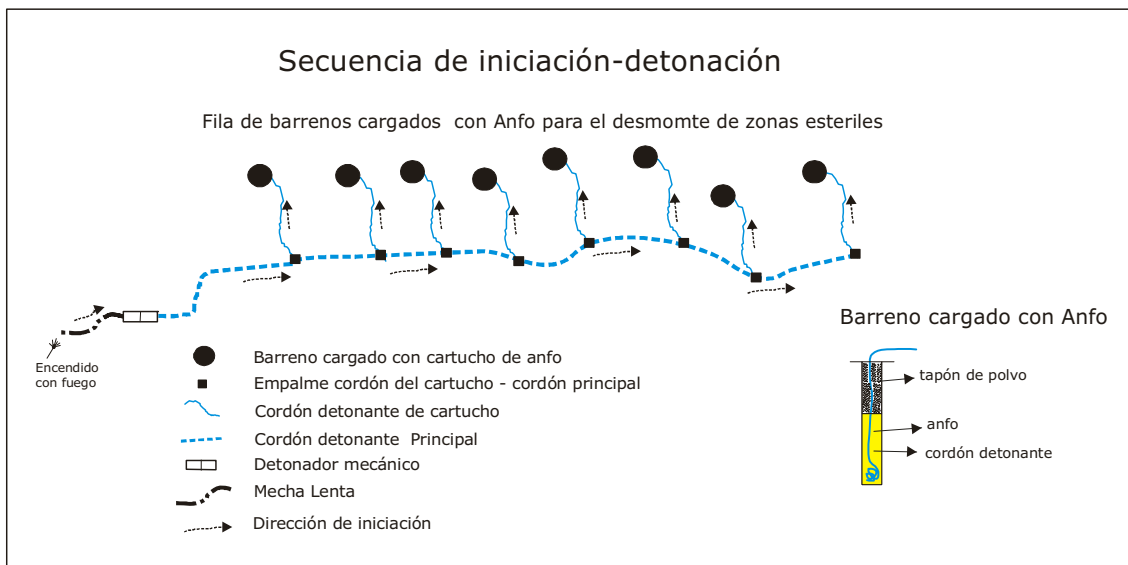 Secuencia de iniciación-detonación
Fila de barrenos cargados con Anfo para el desmomte de zonas esteriles
Encendido
con fuego
Barreno cargado con cartucho de anfo
Empalme cordón del cartucho - cordón principal
Cordón detonante de cartucho
Cordón detonante Principal
Detonador mecánico
Mecha Lenta
Dirección de iniciación
Barreno cargado con Anfo
tapón de polvo
anfo
cordón detonante